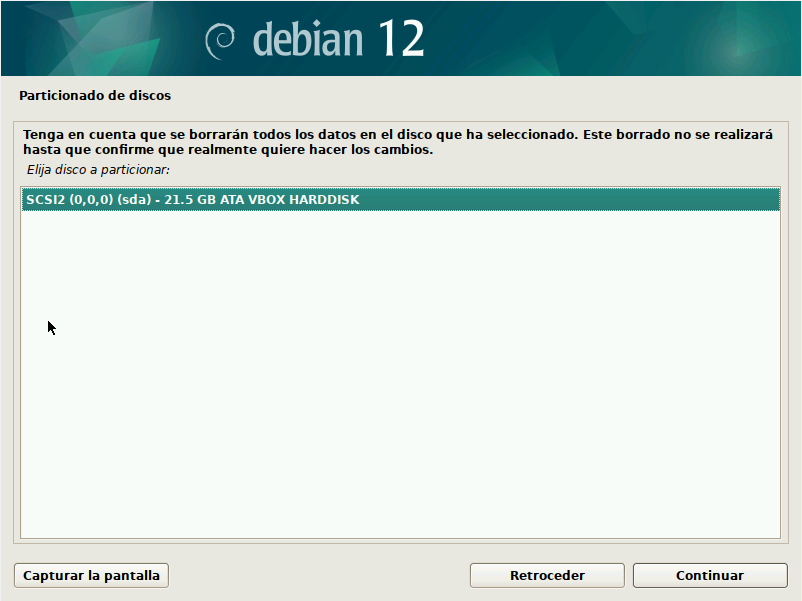 debian 12
Particionado de discos
Tenga en cuenta que se borrarán todos los datos en el disco que ha seleccionado. Este borrado no se realizará
hasta que confirme que realmente quiere hacer los cambios.
Elija disco a particionar:
SCSI2 (0,0,0) (sda) - 21.5 GB ATA VBOX HARDDISK
Capturar la pantalla
Retroceder
Continuar